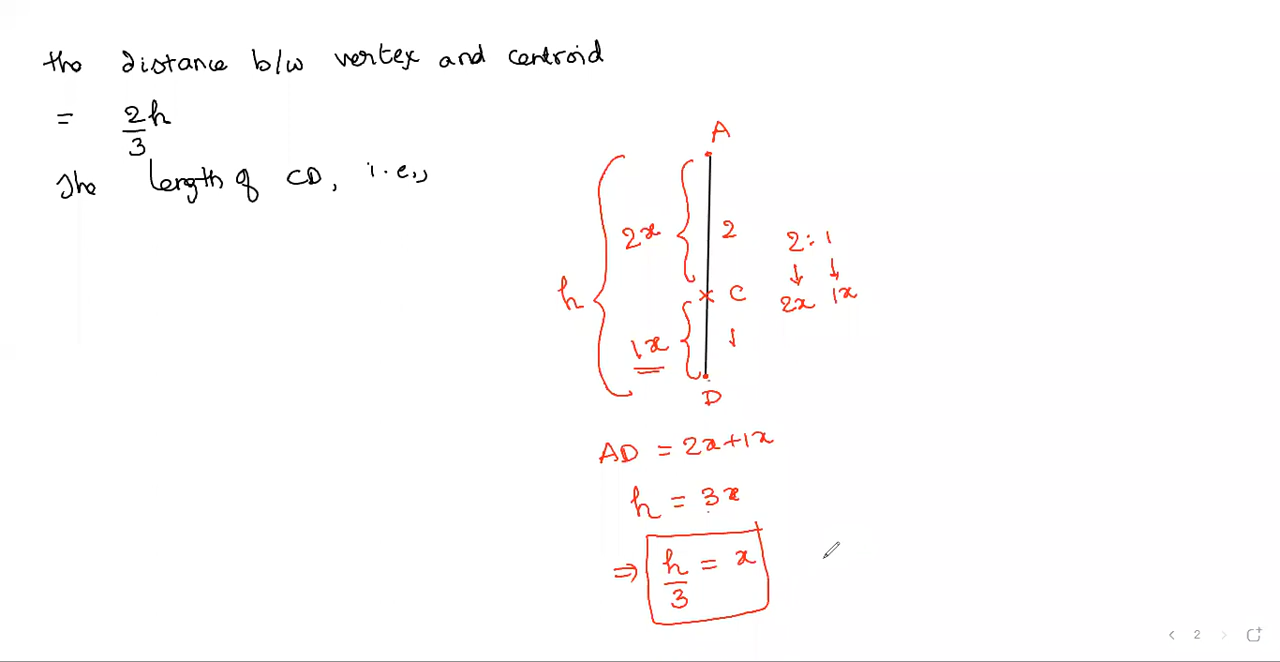 the distance b/w vertex and centroid
= 2h/3
The length of CD, i.e.,
A
2x
2
2:1
h
C
2x 1x
1x
1
D
AD = 2x+1x
h = 3x
⇒ h/3 = x
2